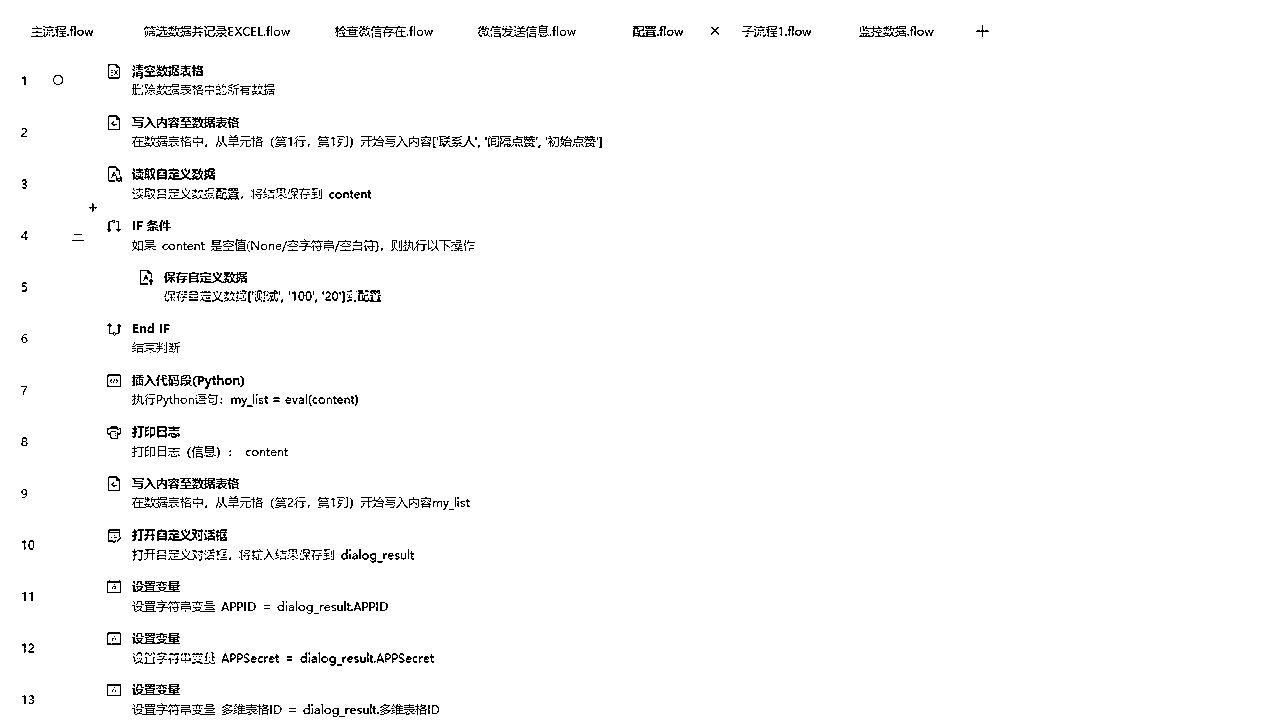 主流程.flow 筛选数据并记录EXCEL.flow 检查微信存在.flow 微信发送信息.flow 配置.flow × 子流程1.flow 监控数据.flow +
1 清空数据表格
删除数据表格中的所有数据
2 写入内容至数据表格
在数据表格中，从单元格（第1行，第1列）开始写入内容['联系人', '间隔点赞', '初始点赞']
3 读取自定义数据
读取自定义数据配置，将结果保存到 content
4 IF 条件
如果 content 是空值(None/空字符串/空白符)，则执行以下操作
5 保存自定义数据
保存自定义数据['测试', '100', '20']到配置
6 End IF
结束判断
7 插入代码段(Python)
执行Python语句：my_list = eval(content)
8 打印日志
打印日志（信息）： content
9 写入内容至数据表格
在数据表格中，从单元格（第2行，第1列）开始写入内容my_list
10 打开自定义对话框
打开自定义对话框，将输入结果保存到 dialog_result
11 设置变量
设置字符串变量 APPID = dialog_result.APPID
12 设置变量
设置字符串变量 APPSecret = dialog_result.APPSecret
13 设置变量
设置字符串变量 多维表格ID = dialog_result.多维表格ID